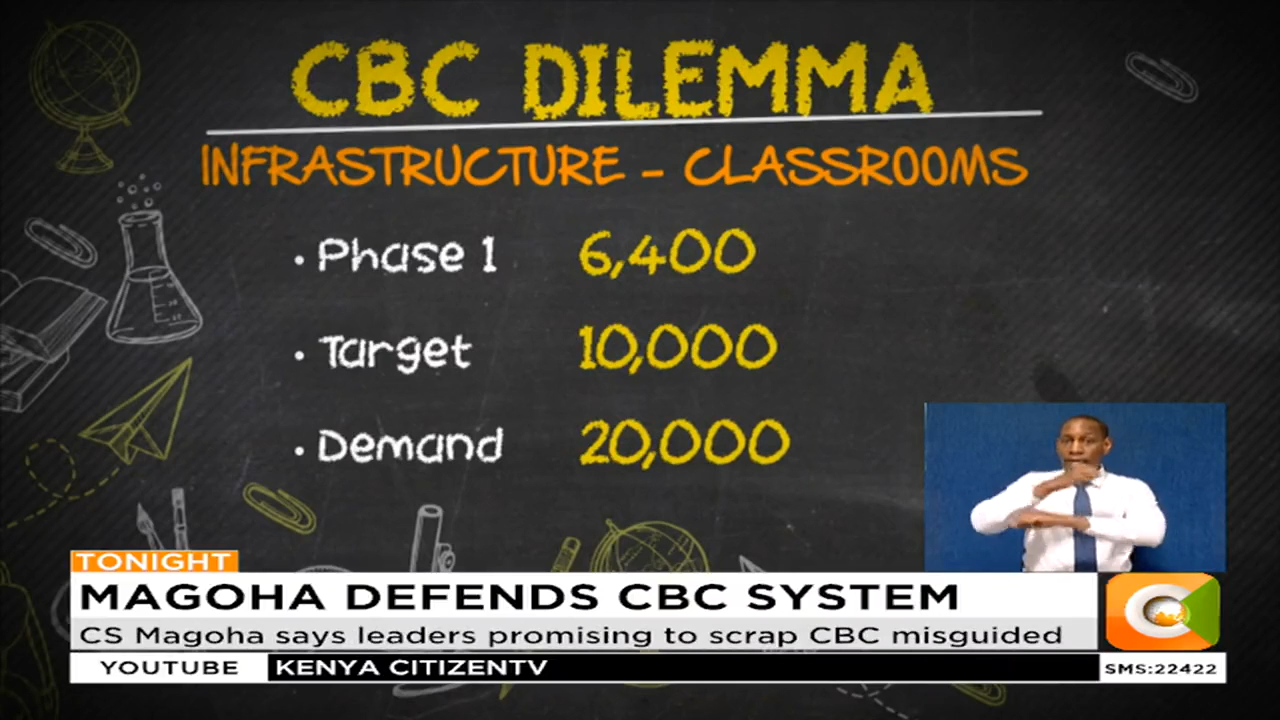 CBC DILEMMA
INFRASTRUCTURE - CLASSROOMS
• Phase 1 6,400
• Target 10,000
• Demand 20,000
TONIGHT
MAGOHA DEFENDS CBC SYSTEM
CS Magoha says leaders promising to scrap CBC misguided
YOUTUBE KENYA CITIZENTV SMS:22422